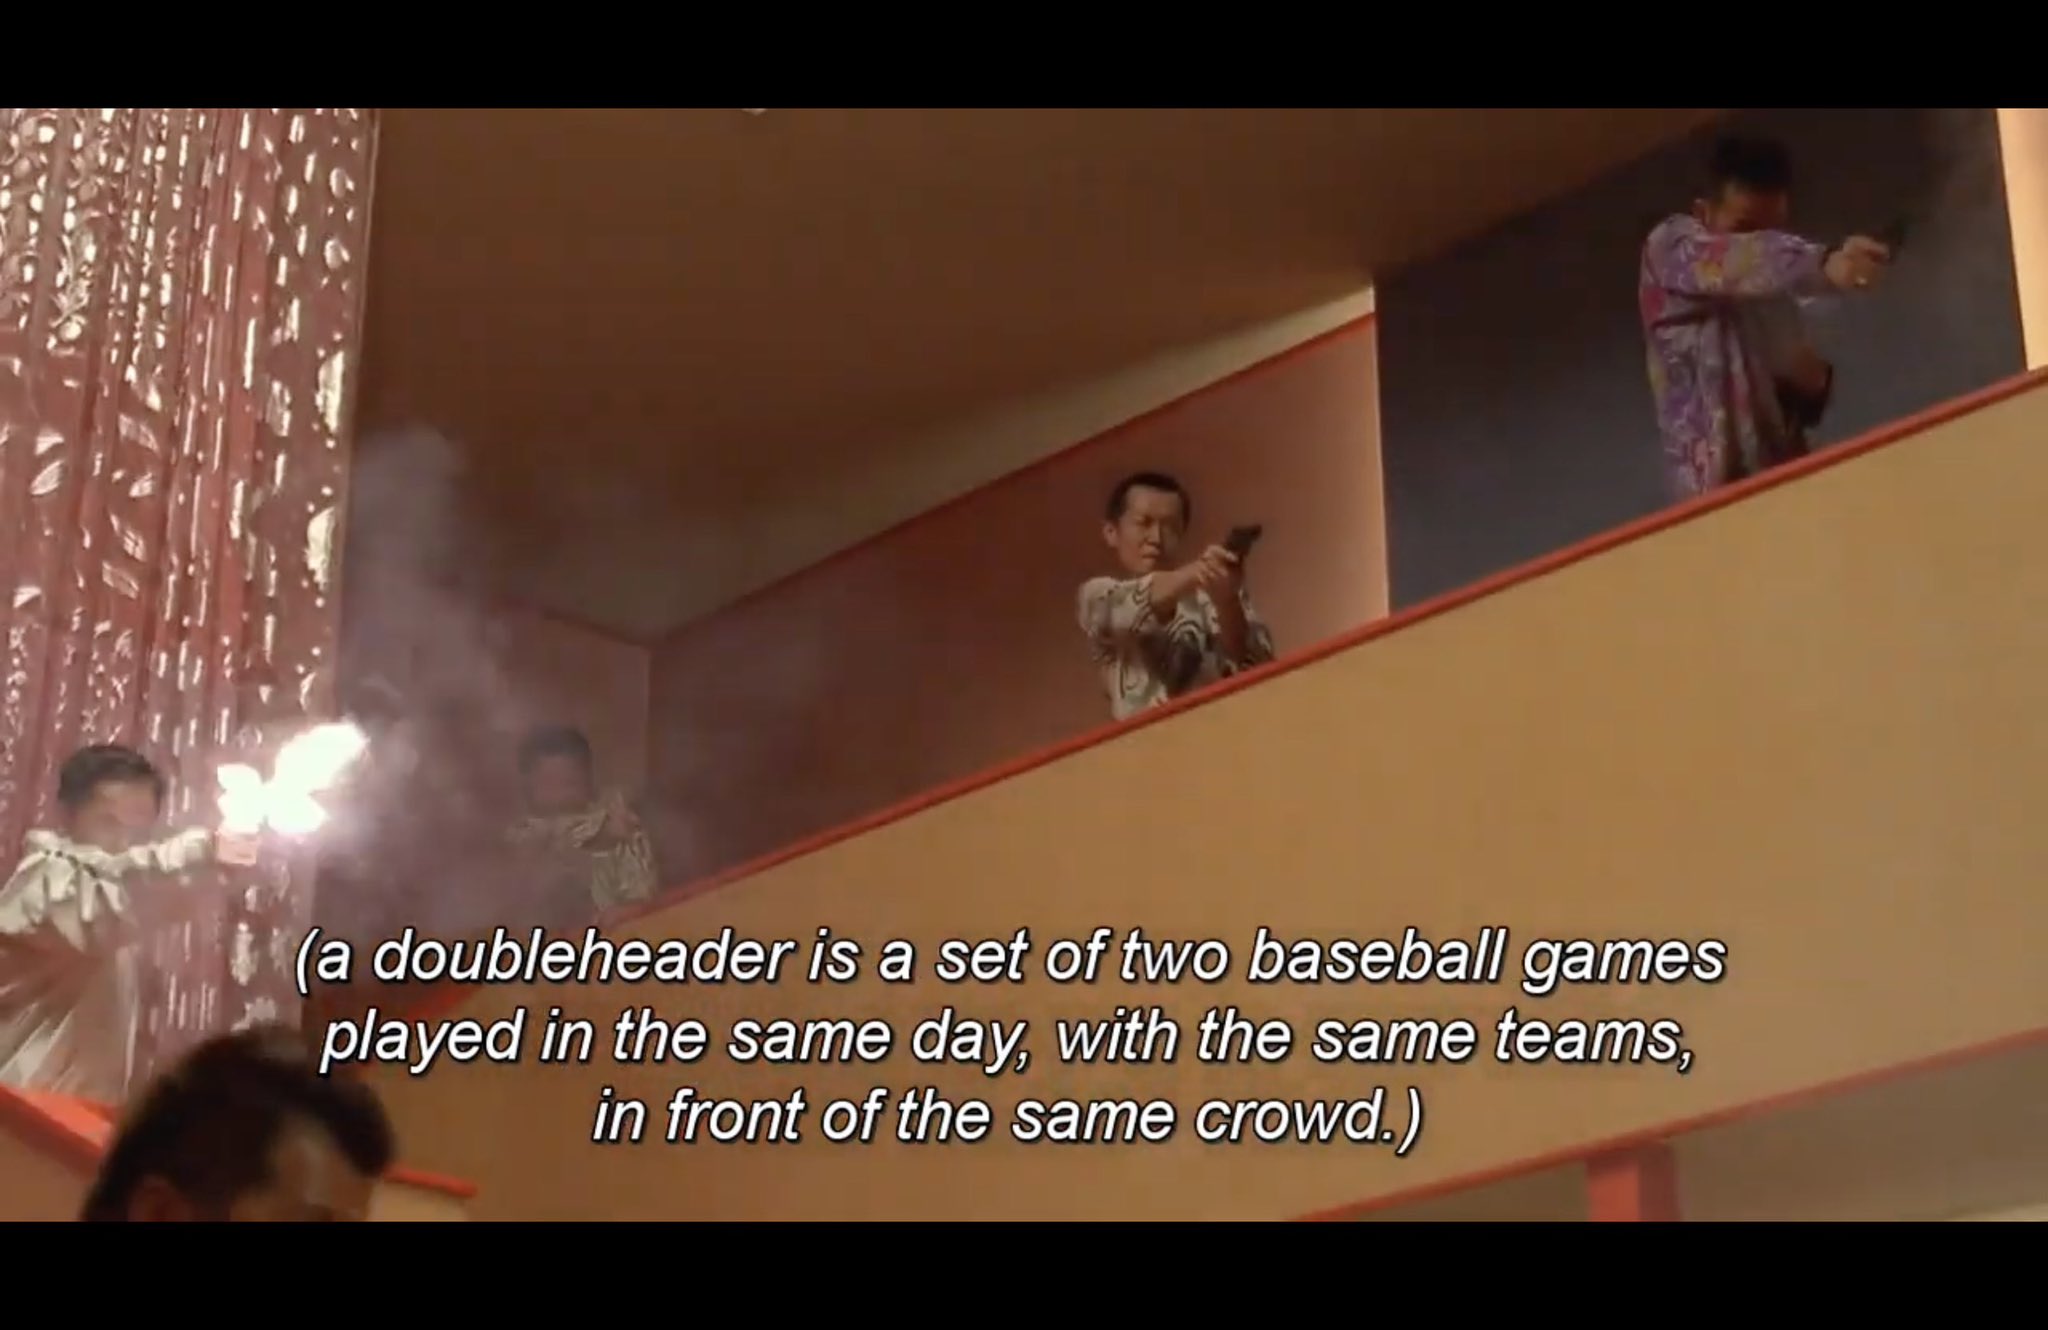 (a doubleheader is a set of two baseball games
played in the same day, with the same teams,
in front of the same crowd.)